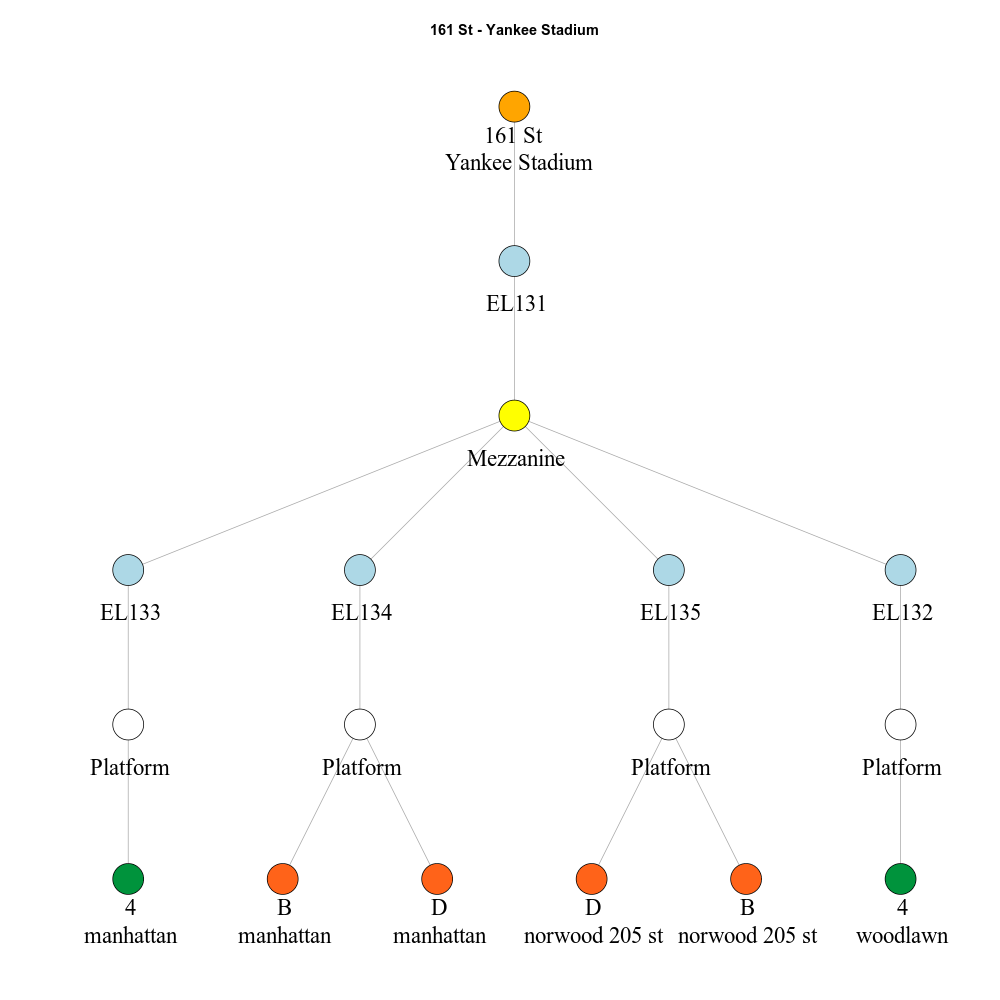 161 St - Yankee Stadium
161 St
Yankee Stadium
EL131
Mezzanine
EL133
EL134
EL135
EL132
Platform
Platform
Platform
Platform
4
manhattan
B
manhattan
D
manhattan
D
norwood 205 st
B
norwood 205 st
4
woodlawn